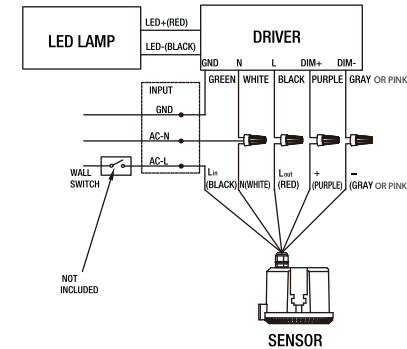 LED LAMP
LED+(RED)
LED-(BLACK)
DRIVER
GND N L DIM+ DIM-
GREEN WHITE BLACK PURPLE GRAY OR PINK
INPUT
GND
AC-N
AC-L
WALL
SWITCH
Lin
(BLACK)
N(WHITE)
Lout
(RED)
+
(PURPLE)
–
(GRAY OR PINK
NOT
INCLUDED
SENSOR